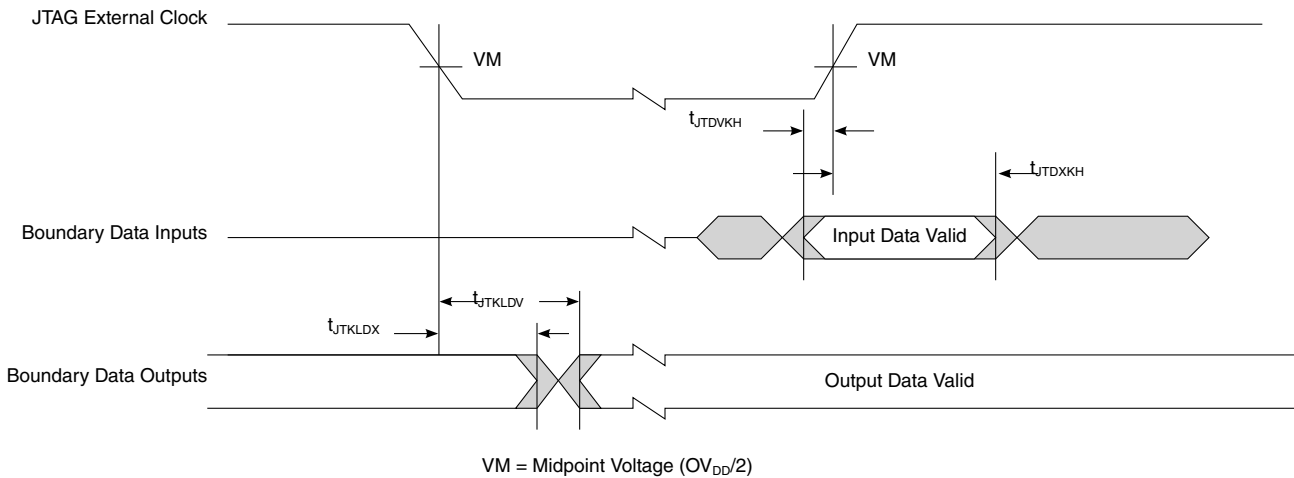 JTAG External Clock
VM
VM
tJTDVKH
tJTDXKH
Boundary Data Inputs
Input Data Valid
tJTKLDV
tJTKLDX
Boundary Data Outputs
Output Data Valid
VM = Midpoint Voltage (OVDD/2)